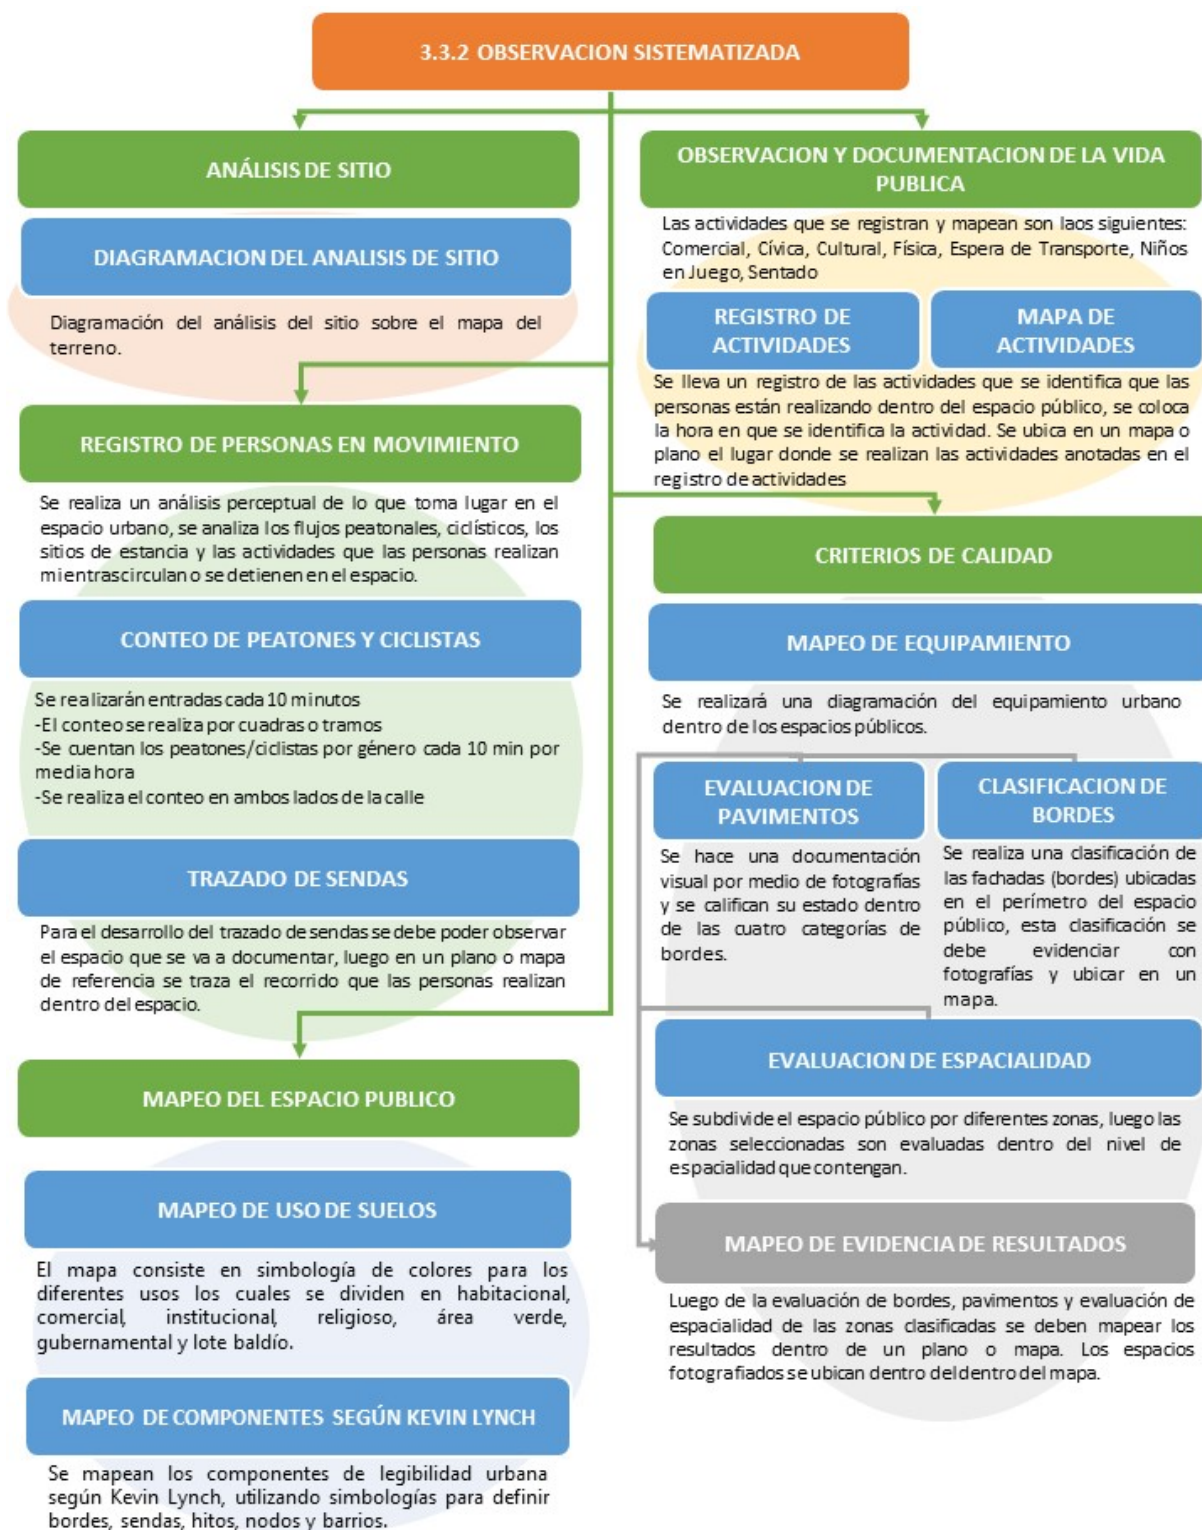 3.3.2 OBSERVACION SISTEMATIZADA
ANÁLISIS DE SITIO
DIAGRAMACION DEL ANALISIS DE SITIO
Diagramación del análisis del sitio sobre el mapa del
terreno.
REGISTRO DE PERSONAS EN MOVIMIENTO
Se realiza un análisis perceptual de lo que toma lugar en el
espacio urbano, se analiza los flujos peatonales, ciclísticos, los
sitios de estancia y las actividades que las personas realizan
mientrascirculan o se detienen en el espacio.
CONTEO DE PEATONES Y CICLISTAS
Se realizarán entradas cada 10 minutos
-El conteo se realiza por cuadras o tramos
-Se cuentan los peatones/ciclistas por género cada 10 min por
media hora
-Se realiza el conteo en ambos lados de la calle
TRAZADO DE SENDAS
Para el desarrollo del trazado de sendas se debe poder observar
el espacio que se va a documentar, luego en un plano o mapa
de referencia se traza el recorrido que las personas realizan
dentro del espacio.
MAPEO DEL ESPACIO PUBLICO
MAPEO DE USO DE SUELOS
El mapa consiste en simbología de colores para los
diferentes usos los cuales se dividen en habitacional,
comercial, institucional, religioso, área verde,
gubernamental y lote baldío.
MAPEO DE COMPONENTES SEGÚN KEVIN LYNCH
Se mapean los componentes de legibilidad urbana
según Kevin Lynch, utilizando simbologías para definir
bordes, sendas, hitos, nodos y barrios.
OBSERVACION Y DOCUMENTACION DE LA VIDA
PUBLICA
Las actividades que se registran y mapean son laos siguientes:
Comercial, Cívica, Cultural, Física, Espera de Transporte, Niños
en Juego, Sentado
REGISTRO DE
ACTIVIDADES
MAPA DE
ACTIVIDADES
Se lleva un registro de las actividades que se identifica que las
personas están realizando dentro del espacio público, se coloca
la hora en que se identifica la actividad. Se ubica en un mapa o
plano el lugar donde se realizan las actividades anotadas en el
registro de actividades
CRITERIOS DE CALIDAD
MAPEO DE EQUIPAMIENTO
Se realizará una diagramación del equipamiento urbano
dentro de los espacios públicos.
EVALUACION DE
PAVIMENTOS
Se hace una documentación
visual por medio de fotografías
y se califican su estado dentro
de las cuatro categorías de
bordes.
CLASIFICACION DE
BORDES
Se realiza una clasificación de
las fachadas (bordes) ubicadas
en el perímetro del espacio
público, esta clasificación se
debe evidenciar con
fotografías y ubicar en un
mapa.
EVALUACION DE ESPACIALIDAD
Se subdivide el espacio público por diferentes zonas, luego las
zonas seleccionadas son evaluadas dentro del nivel de
espacialidad que contengan.
MAPEO DE EVIDENCIA DE RESULTADOS
Luego de la evaluación de bordes, pavimentos y evaluación de
espacialidad de las zonas clasificadas se deben mapear los
resultados dentro de un plano o mapa. Los espacios
fotografiados se ubican dentro deldentro del mapa.